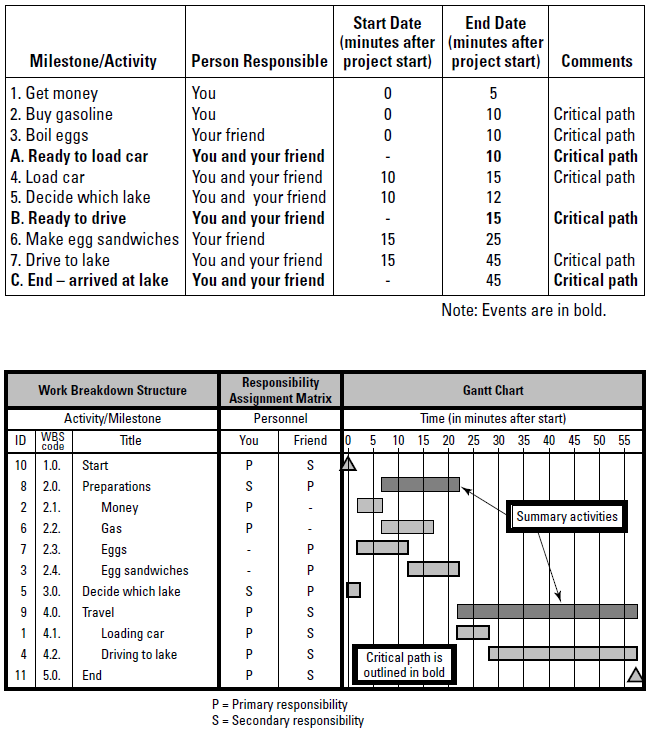 Milestone/Activity Person Responsible Start Date (minutes after project start) End Date (minutes after project start) Comments
1. Get money You 0 5
2. Buy gasoline You 0 10 Critical path
3. Boil eggs Your friend 0 10 Critical path
A. Ready to load car You and your friend - 10 Critical path
4. Load car You and your friend 10 15 Critical path
5. Decide which lake You and your friend 10 12
B. Ready to drive You and your friend - 15 Critical path
6. Make egg sandwiches Your friend 15 25
7. Drive to lake You and your friend 15 45 Critical path
C. End – arrived at lake You and your friend - 45 Critical path
Note: Events are in bold.
Work Breakdown Structure Responsibility Assignment Matrix Gantt Chart
Activity/Milestone Personnel Time (in minutes after start)
ID WBS code Title You Friend 0 5 10 15 20 25 30 35 40 45 50 55
10 1.0. Start P S
8 2.0. Preparations S P
2 2.1. Money P -
Summary activities
6 2.2. Gas P -
7 2.3. Eggs - P
3 2.4. Egg sandwiches - P
5 3.0. Decide which lake S P
9 4.0. Travel P S
1 4.1. Loading car P S
4 4.2. Driving to lake P S
Critical path is
outlined in bold
11 5.0. End P S
P = Primary responsibility
S = Secondary responsibility